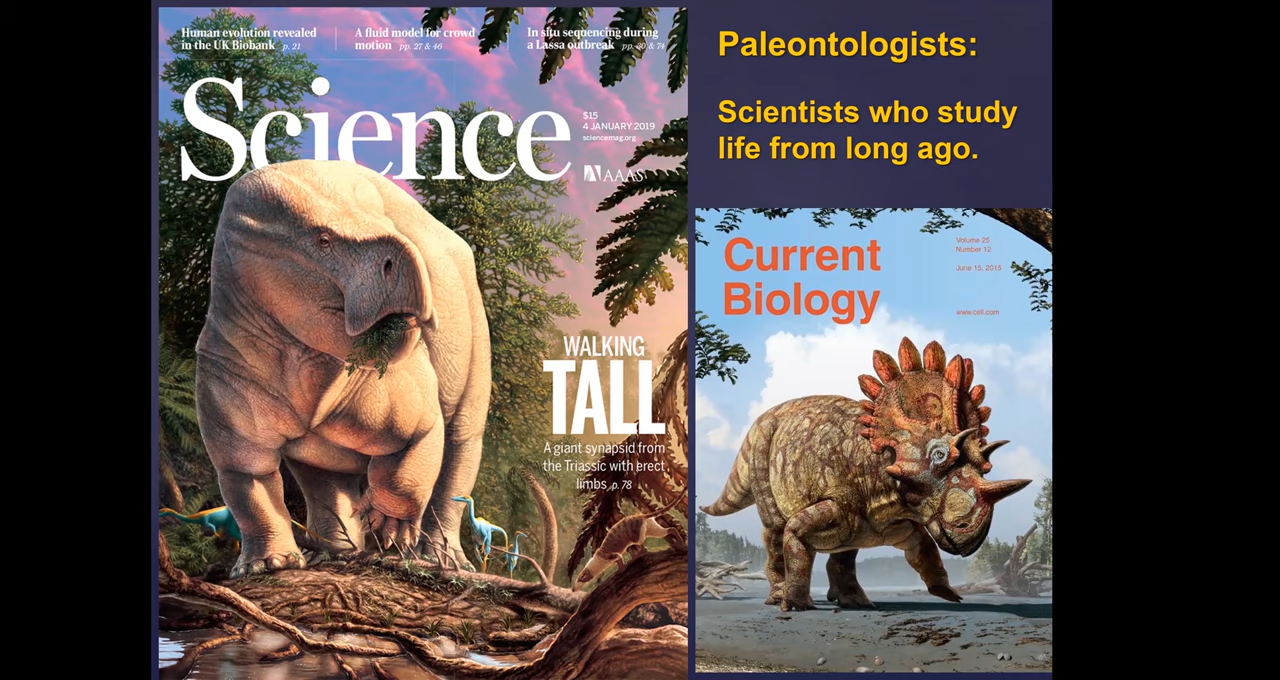 Human evolution revealed
in the UK Biobank p. 21
A fluid model for crowd
motion pp. 27 & 46
In situ sequencing during
a Lassa outbreak pp. 30 & 74
Science
$15
4 JANUARY 2019
sciencemag.org
AAAS
WALKING
TALL
A giant synapsid from
the Triassic with erect
limbs p. 78
Paleontologists:
Scientists who study
life from long ago.
Current
Biology
Volume 25
Number 12
June 15, 2015
www.cell.com